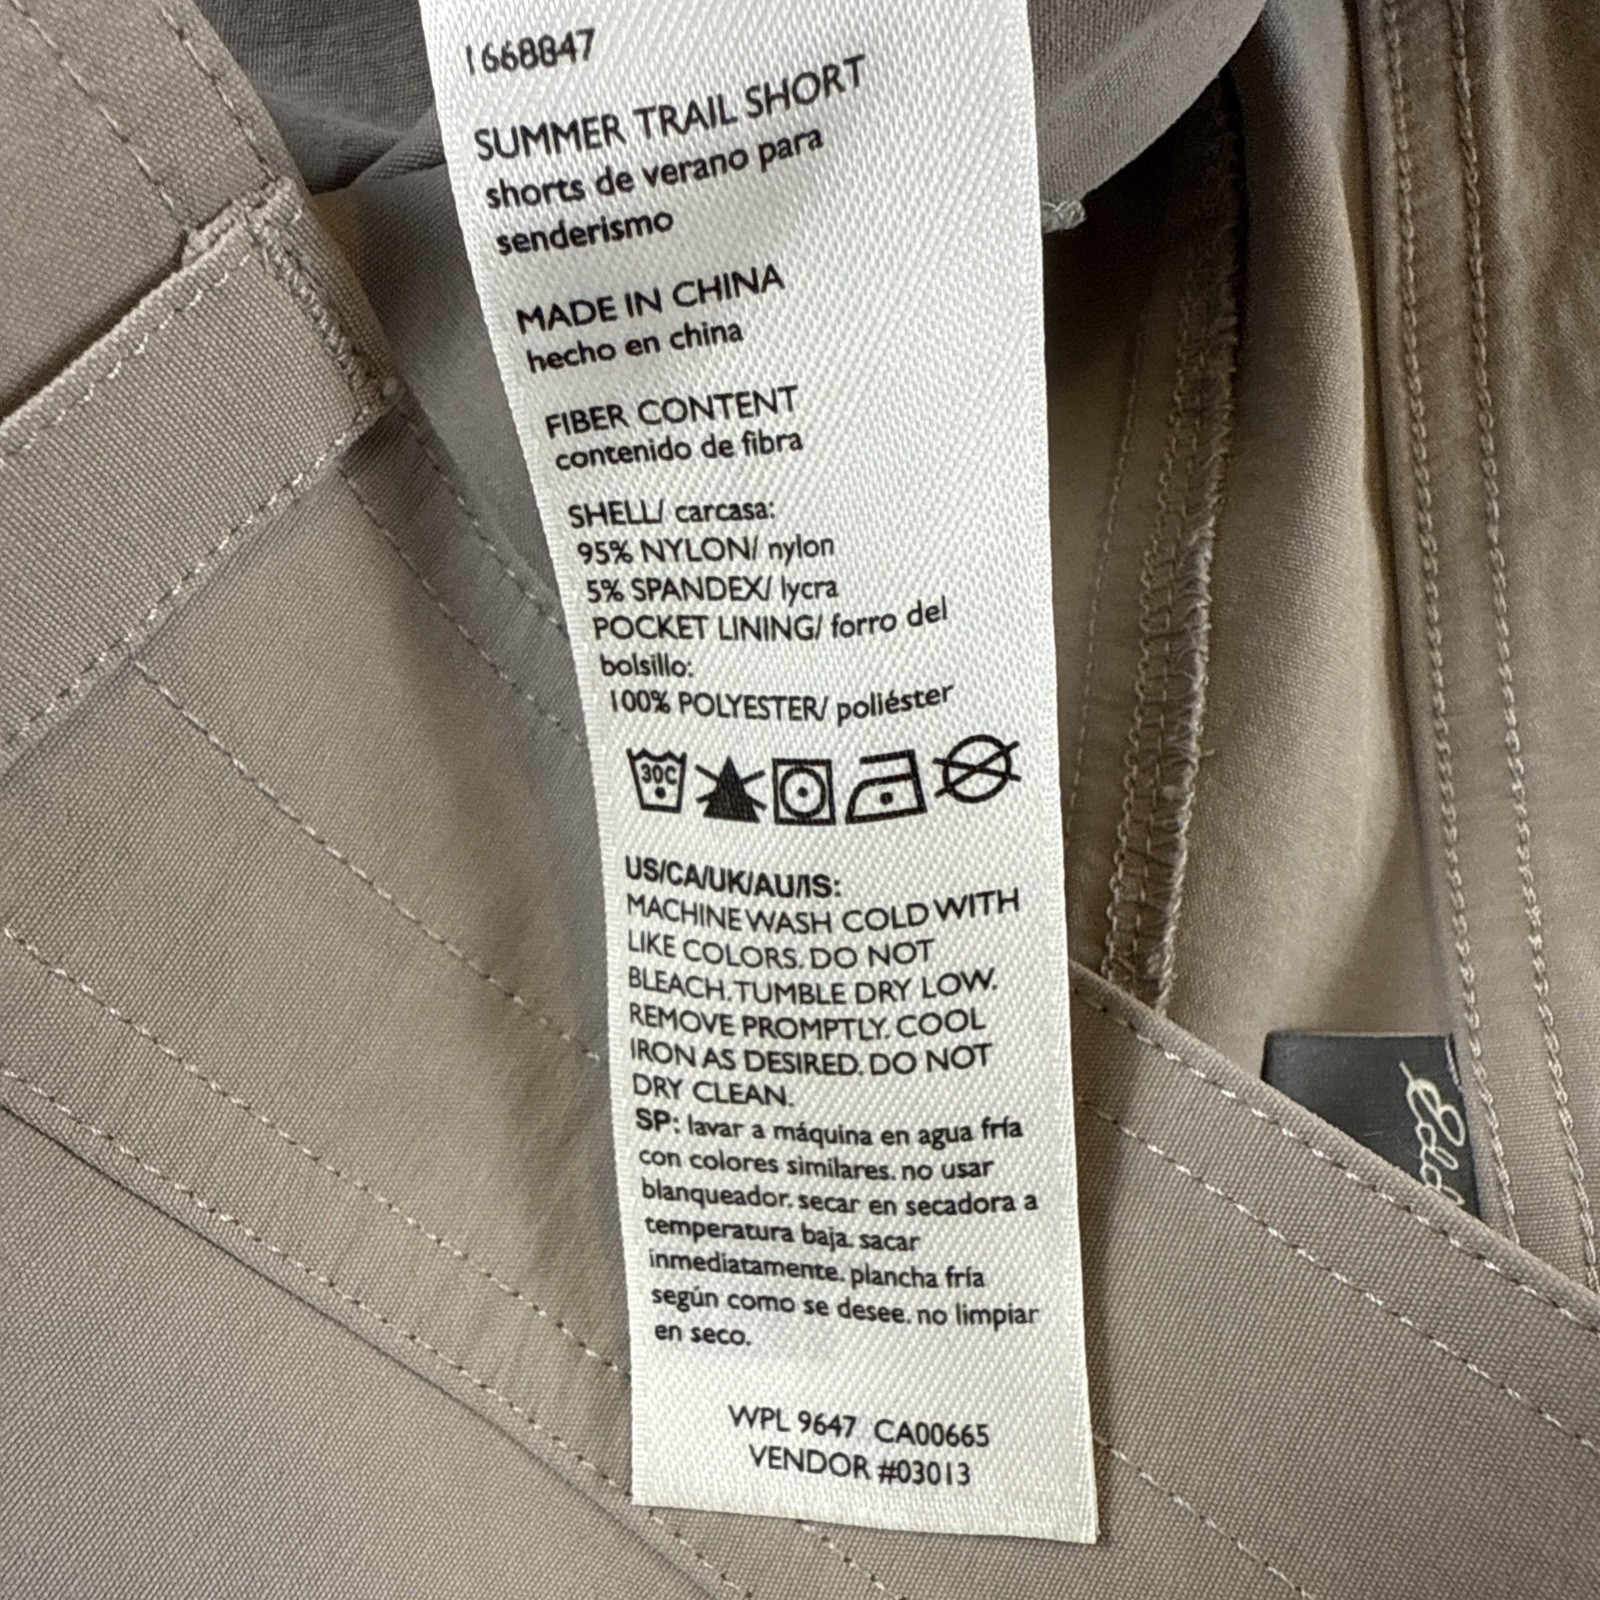 1668847
SUMMER TRAIL SHORT
shorts de verano para
senderismo
MADE IN CHINA
hecho en china
FIBER CONTENT
contenido de fibra
SHELL/ carcasa:
95% NYLON/ nylon
5% SPANDEX/ lycra
POCKET LINING/ forro del
bolsillo:
100% POLYESTER/ poliéster
30C
US/CA/UK/AU/IS:
MACHINE WASH COLD WITH
LIKE COLORS. DO NOT
BLEACH. TUMBLE DRY LOW.
REMOVE PROMPTLY. COOL
IRON AS DESIRED. DO NOT
DRY CLEAN.
SP: lavar a máquina en agua fría
con colores similares. no usar
blanqueador. secar en secadora a
temperatura baja. sacar
inmediatamente. plancha fría
según como se desee. no limpiar
en seco.
WPL 9647 CA00665
VENDOR #03013